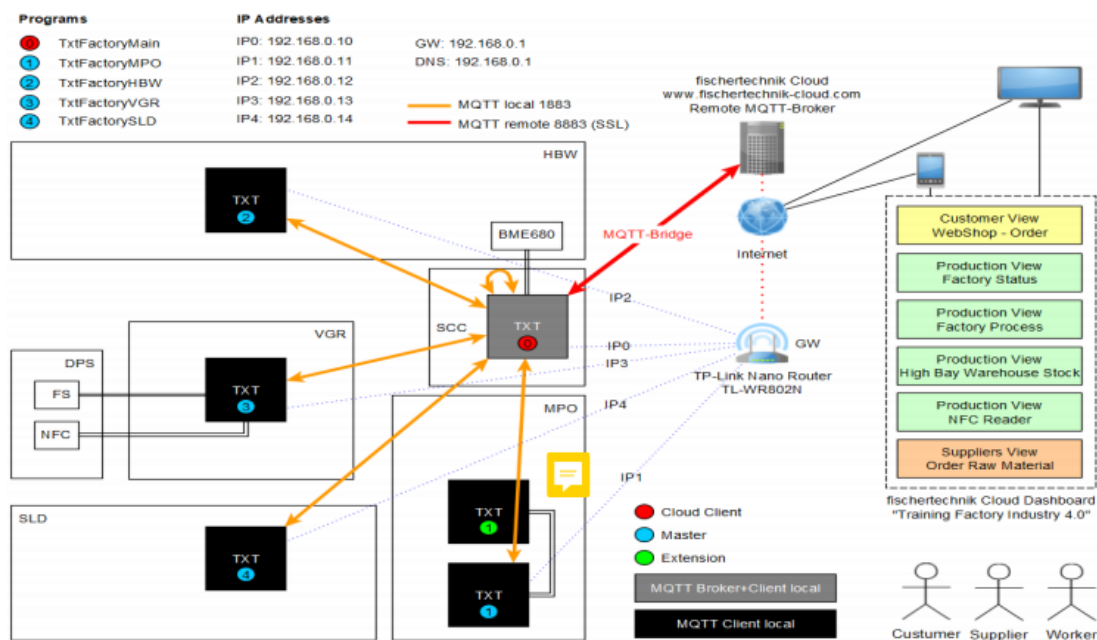 Programs
IP Addresses
0 TxtFactoryMain
IP0: 192.168.0.10
GW: 192.168.0.1
1 TxtFactoryMPO
IP1: 192.168.0.11
DNS: 192.168.0.1
2 TxtFactoryHBW
IP2: 192.168.0.12
3 TxtFactoryVGR
IP3: 192.168.0.13
MQTT local 1883
4 TxtFactorySLD
IP4: 192.168.0.14
MQTT remote 8883 (SSL)
fischertechnik Cloud
www.fischertechnik-cloud.com
Remote MQTT-Broker
HBW
TXT
2
BME680
MQTT-Bridge
Internet
SCC
TXT
0
IP2
IP0
IP3
GW
TP-Link Nano Router
TL-WR802N
VGR
DPS
FS
NFC
TXT
3
MPO
IP4
IP1
TXT
1
TXT
1
SLD
TXT
4
Customer View
WebShop - Order
Production View
Factory Status
Production View
Factory Process
Production View
High Bay Warehouse Stock
Production View
NFC Reader
Suppliers View
Order Raw Material
fischertechnik Cloud Dashboard
"Training Factory Industry 4.0"
Cloud Client
Master
Extension
MQTT Broker+Client local
MQTT Client local
Custumer
Supplier
Worker